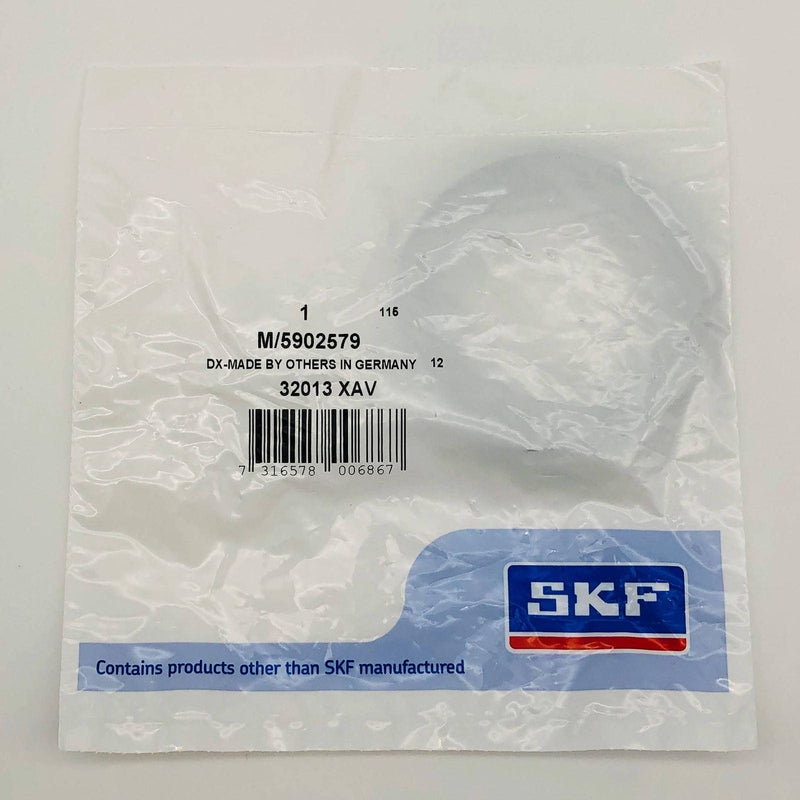 1 115
M/5902579
DX-MADE BY OTHERS IN GERMANY 12
32013 XAV
7 316578 006867
SKF
Contains products other than SKF manufactured